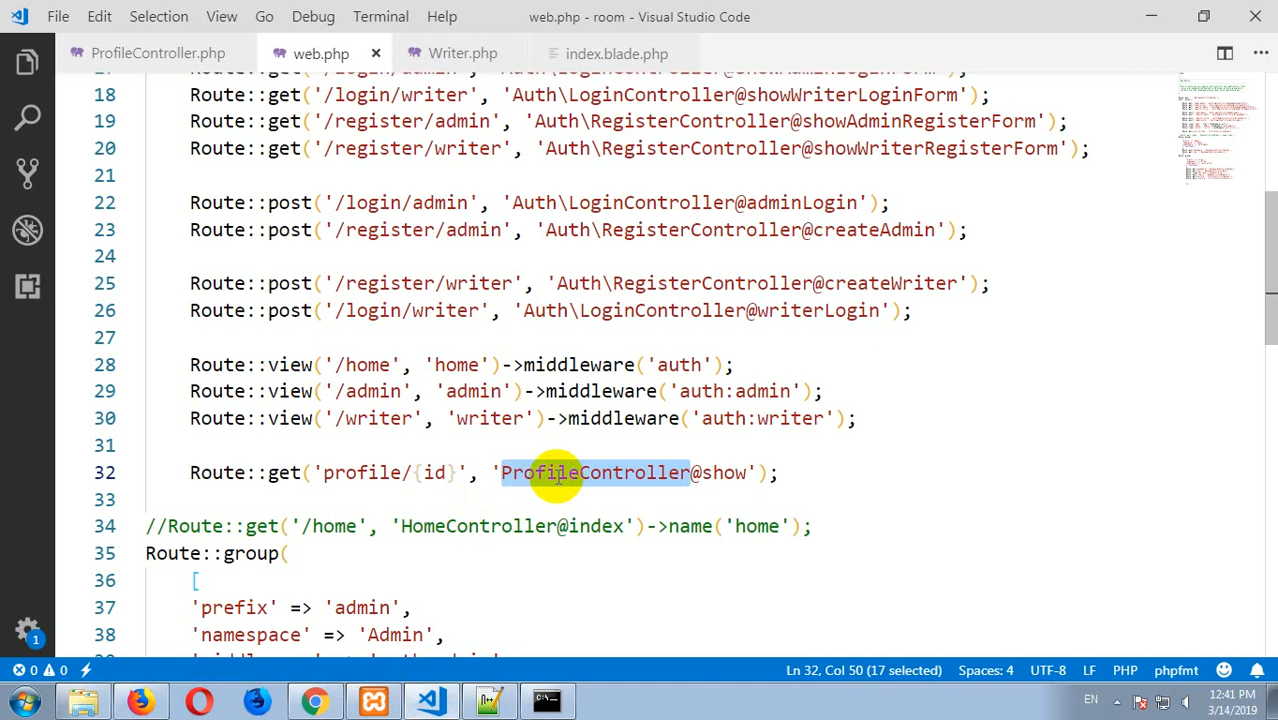 File Edit Selection View Go Debug Terminal Help web.php - room - Visual Studio Code
ProfileController.php web.php Writer.php index.blade.php
18 Route::get('/login/writer', 'Auth\LoginController@showWriterLoginForm');
19 Route::get('/register/admin', 'Auth\RegisterController@showAdminRegisterForm');
20 Route::get('/register/writer', 'Auth\RegisterController@showWriterRegisterForm');
21
22 Route::post('/login/admin', 'Auth\LoginController@adminLogin');
23 Route::post('/register/admin', 'Auth\RegisterController@createAdmin');
24
25 Route::post('/register/writer', 'Auth\RegisterController@createWriter');
26 Route::post('/login/writer', 'Auth\LoginController@writerLogin');
27
28 Route::view('/home', 'home')->middleware('auth');
29 Route::view('/admin', 'admin')->middleware('auth:admin');
30 Route::view('/writer', 'writer')->middleware('auth:writer');
31
32 Route::get('profile/{id}', 'ProfileController@show');
33
34 //Route::get('/home', 'HomeController@index')->name('home');
35 Route::group(
36 [
37 'prefix' => 'admin',
38 'namespace' => 'Admin',
0 0 Ln 32, Col 50 (17 selected) Spaces: 4 UTF-8 LF PHP phpfmt
1
EN 12:41 PM
3/14/2019